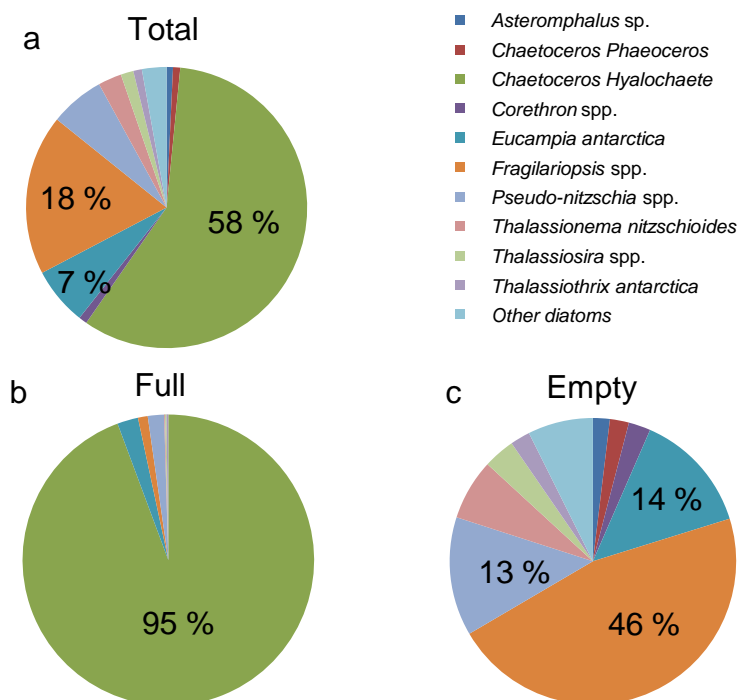 a
Total
58 %
18 %
7 %
Asteromphalus sp.
Chaetoceros Phaeoceros
Chaetoceros Hyalochaete
Corethron spp.
Eucampia antarctica
Fragilariopsis spp.
Pseudo-nitzschia spp.
Thalassionema nitzschioides
Thalassiosira spp.
Thalassiothrix antarctica
Other diatoms
b
Full
95 %
c
Empty
14 %
13 %
46 %